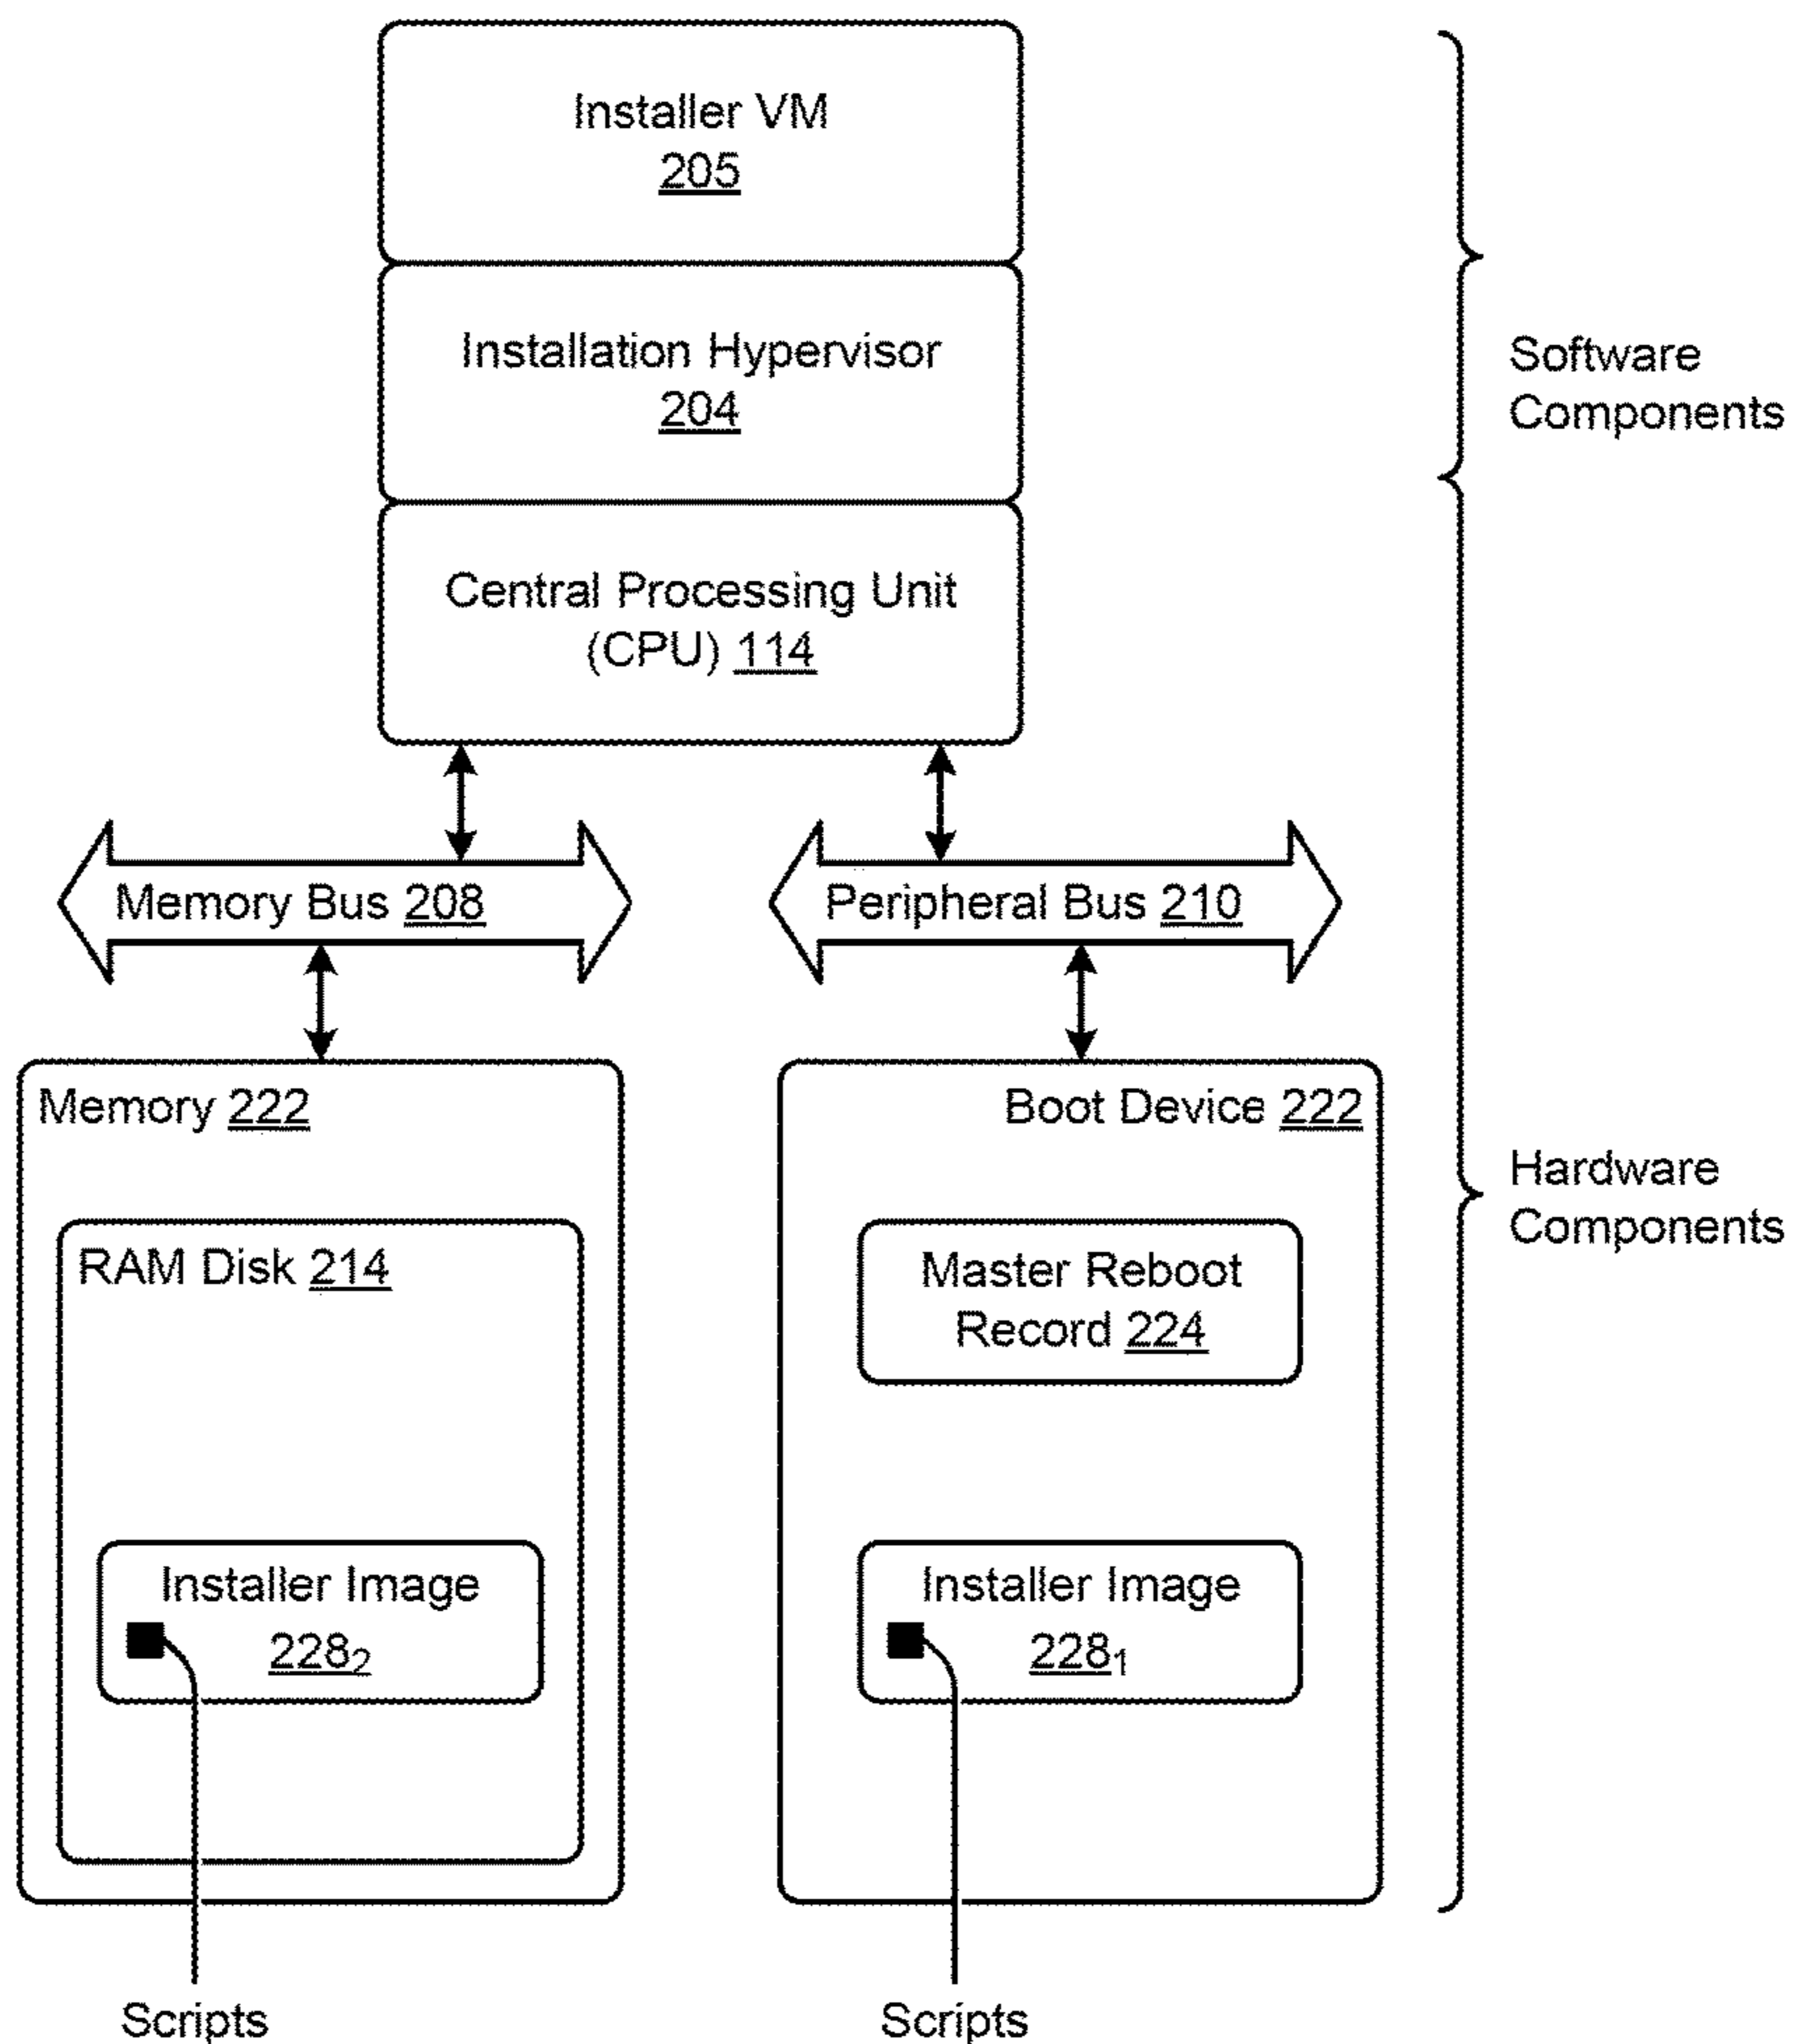 Installer VM
205
Installation Hypervisor
204
Central Processing Unit
(CPU) 114
Software
Components
Memory Bus 208
Peripheral Bus 210
Memory 222
Boot Device 222
RAM Disk 214
Master Reboot
Record 224
Hardware
Components
Installer Image
228₂
Installer Image
228₁
Scripts
Scripts